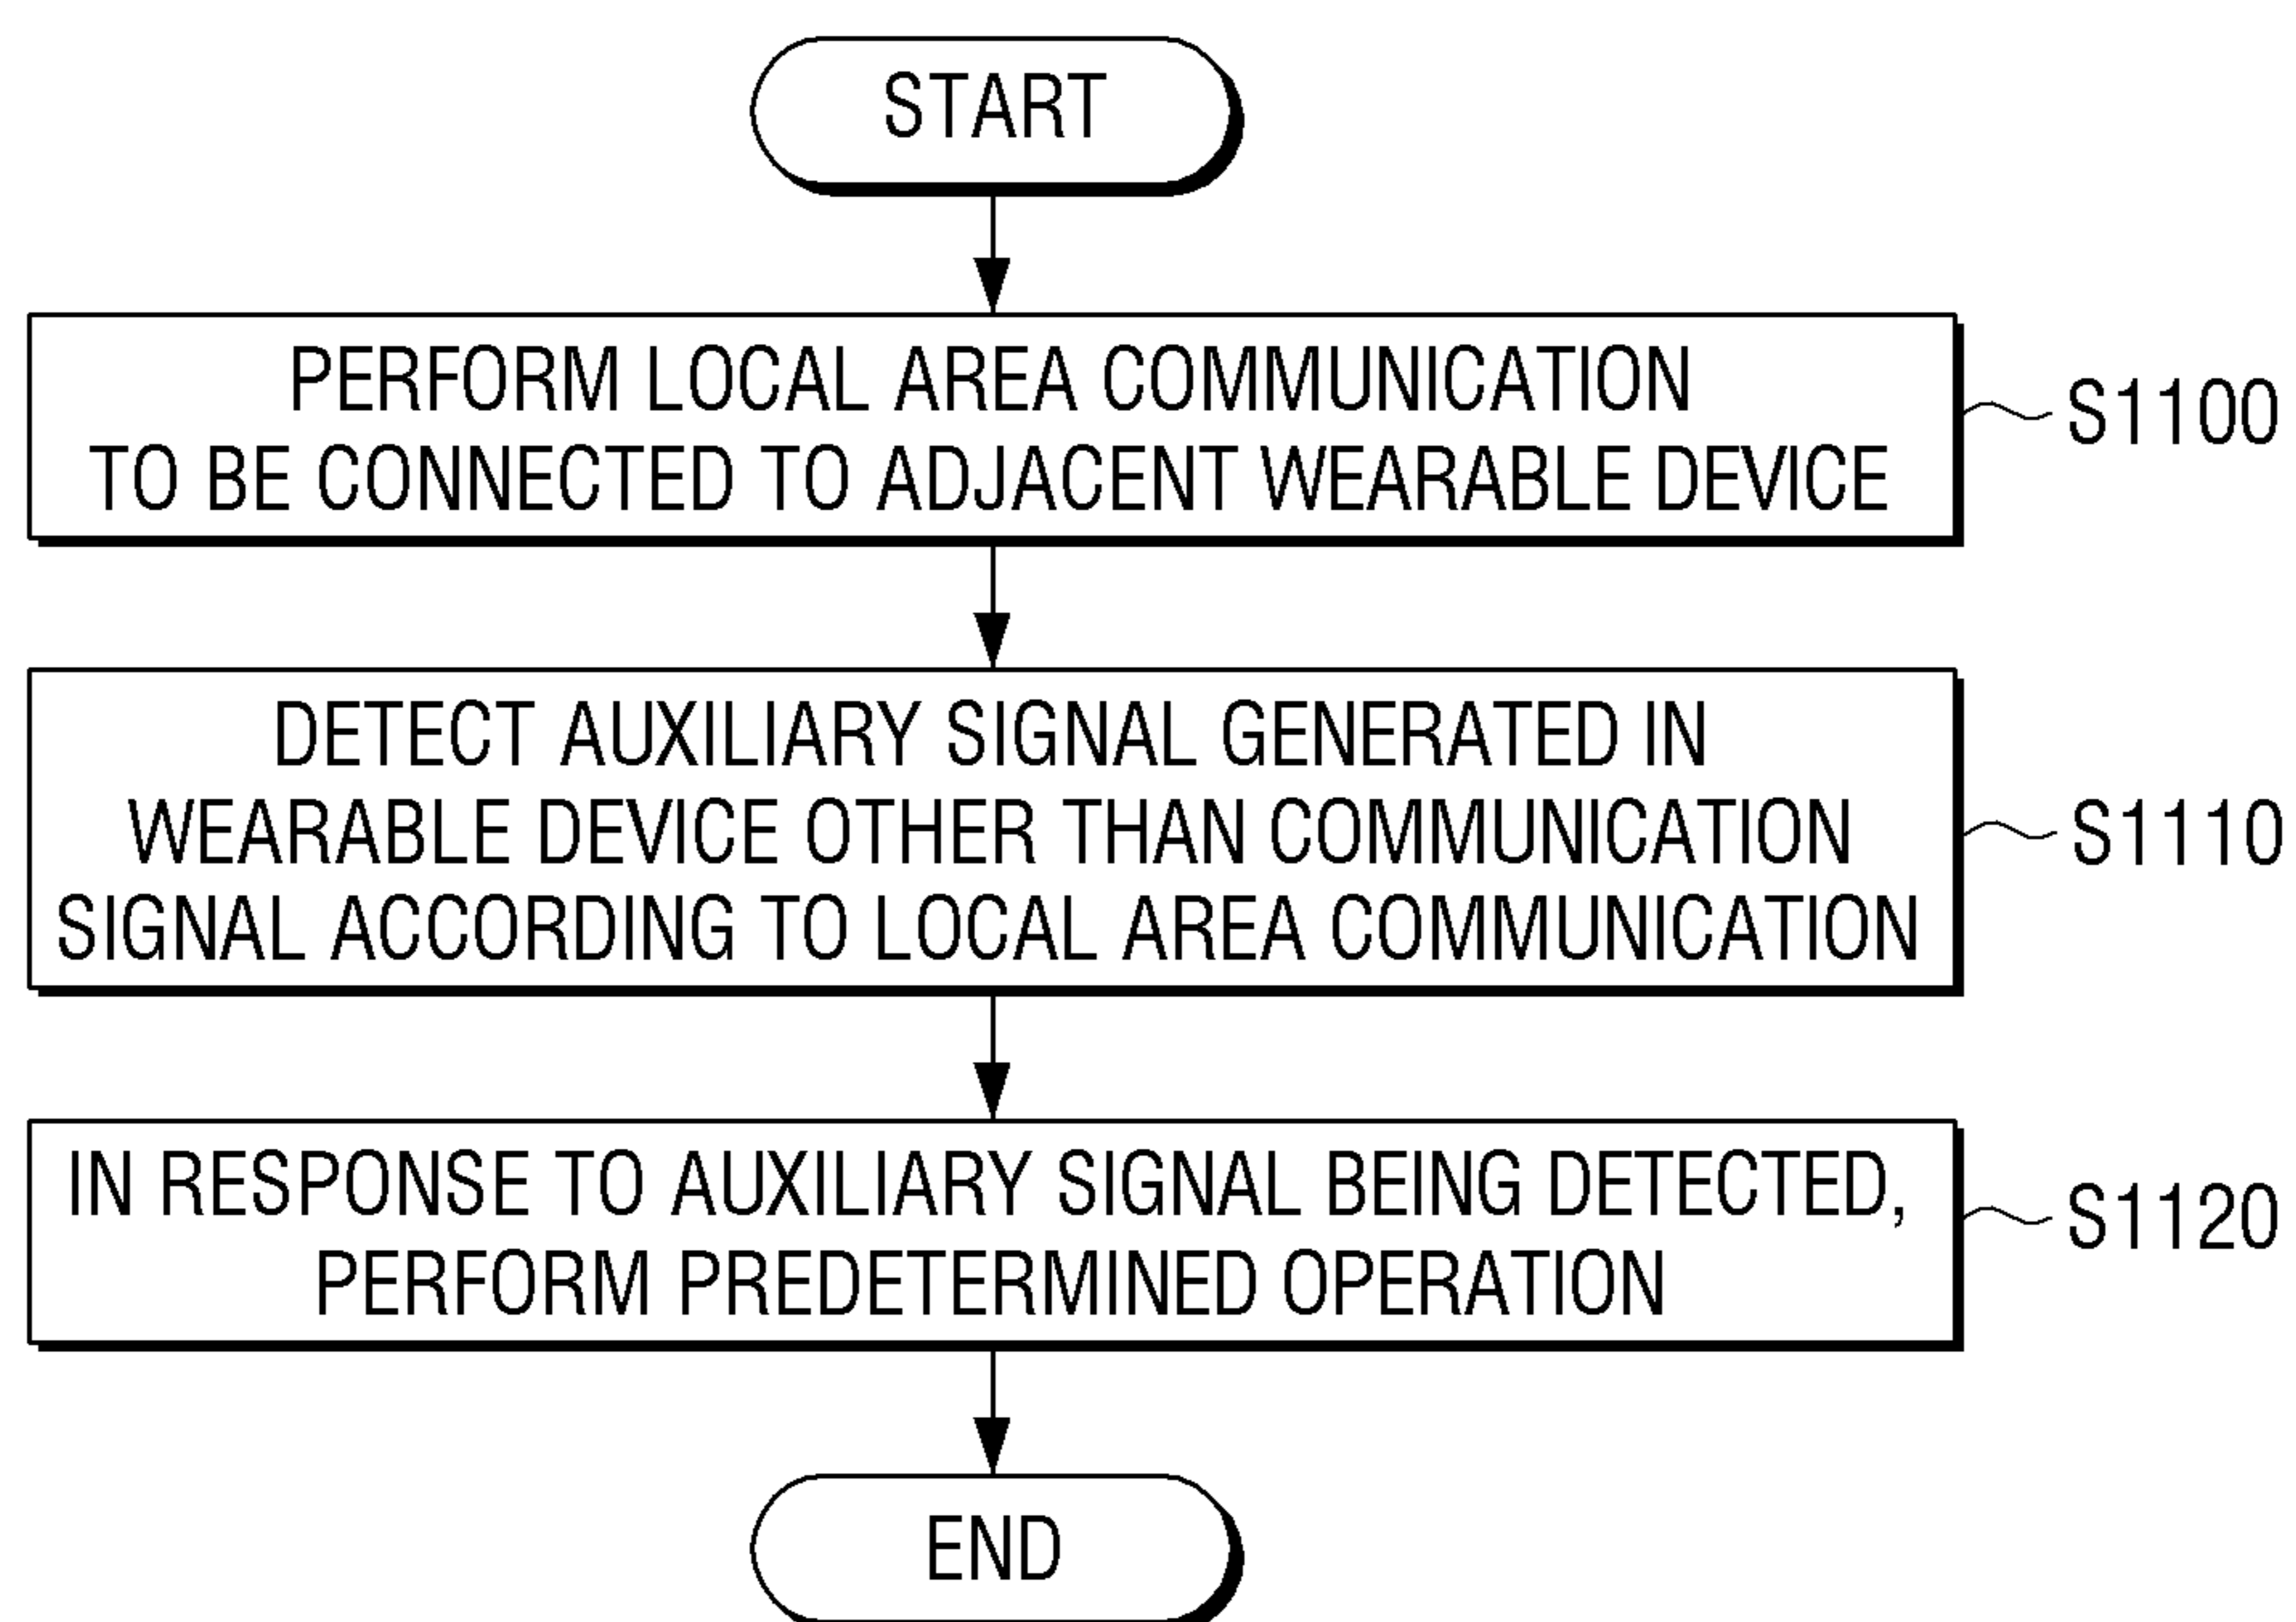 START
PERFORM LOCAL AREA COMMUNICATION
TO BE CONNECTED TO ADJACENT WEARABLE DEVICE
S1100
DETECT AUXILIARY SIGNAL GENERATED IN
WEARABLE DEVICE OTHER THAN COMMUNICATION
SIGNAL ACCORDING TO LOCAL AREA COMMUNICATION
S1110
IN RESPONSE TO AUXILIARY SIGNAL BEING DETECTED,
PERFORM PREDETERMINED OPERATION
S1120
END